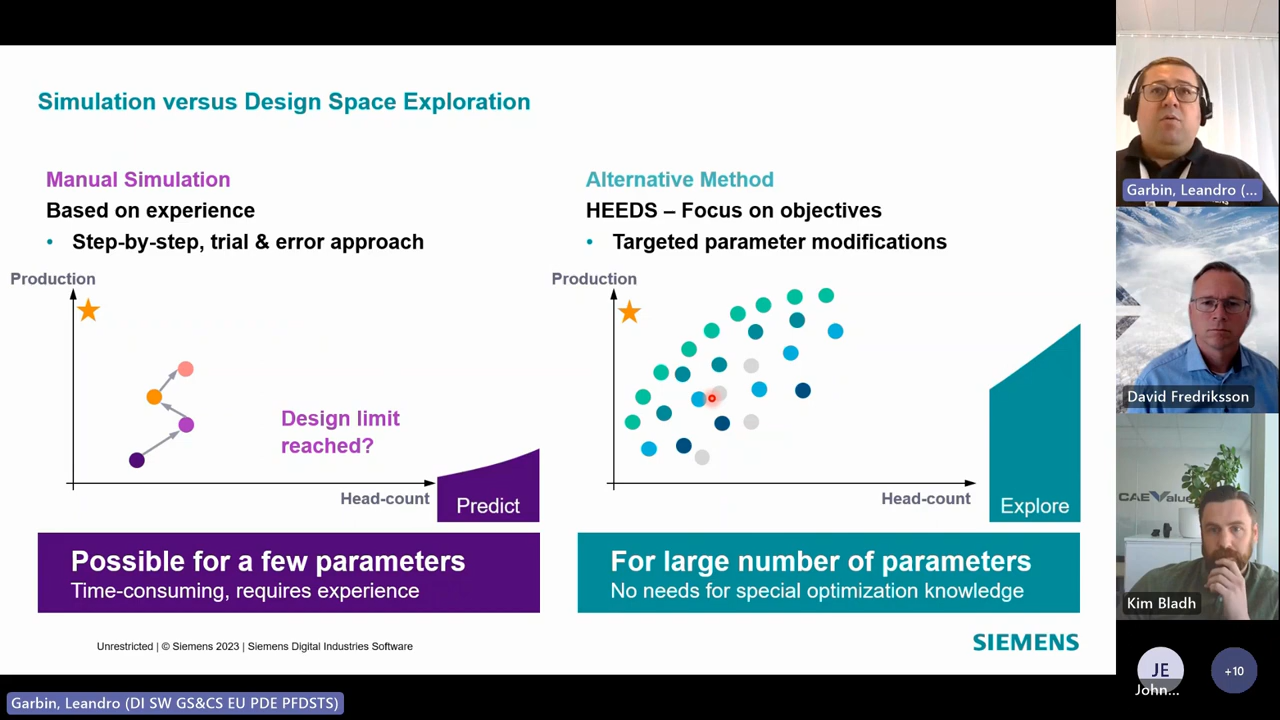 Simulation versus Design Space Exploration
Manual Simulation
Based on experience
• Step-by-step, trial & error approach
Production
Design limit
reached?
Head-count
Predict
Possible for a few parameters
Time-consuming, requires experience
Alternative Method
HEEDS – Focus on objectives
• Targeted parameter modifications
Production
Head-count
Explore
For large number of parameters
No needs for special optimization knowledge
Unrestricted | © Siemens 2023 | Siemens Digital Industries Software
SIEMENS
Garbin, Leandro (DI SW GS&CS EU PDE PFDSTS)
Garbin, Leandro (...
David Fredriksson
CAEValue
Kim Bladh
JE
John...
+10